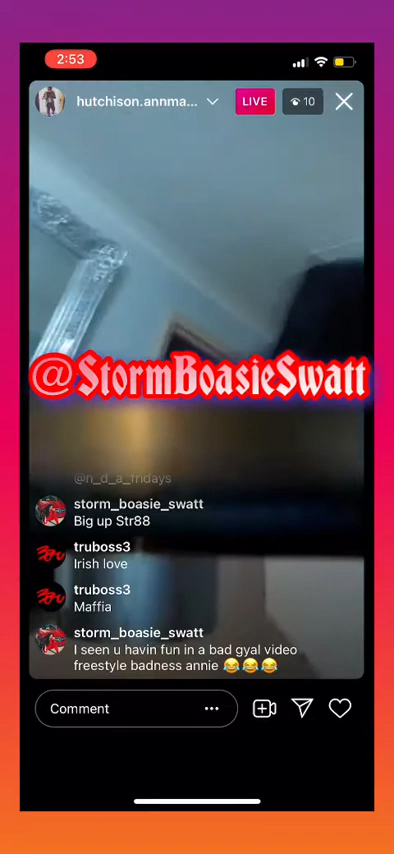 2:53
hutchison.annma...
LIVE
10
@StormBoasieSwatt
@n_d_a_fridays
storm_boasie_swatt
Big up Str88
truboss3
Irish love
truboss3
Maffia
storm_boasie_swatt
I seen u havin fun in a bad gyal video
freestyle badness annie 😂😂😂
Comment